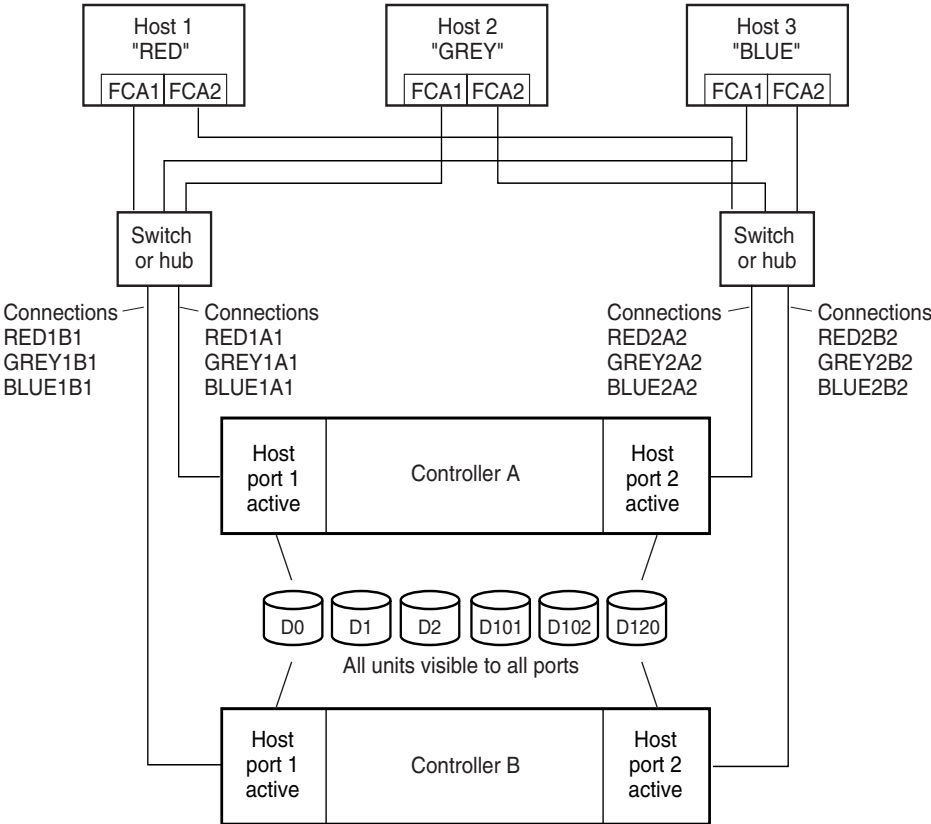 Host 1
"RED"
FCA1 FCA2
Host 2
"GREY"
FCA1 FCA2
Host 3
"BLUE"
FCA1 FCA2
Switch
or hub
Switch
or hub
Connections
RED1B1
GREY1B1
BLUE1B1
Connections
RED1A1
GREY1A1
BLUE1A1
Connections
RED2A2
GREY2A2
BLUE2A2
Connections
RED2B2
GREY2B2
BLUE2B2
Host
port 1
active
Controller A
Host
port 2
active
D0 D1 D2 D101 D102 D120
All units visible to all ports
Host
port 1
active
Controller B
Host
port 2
active